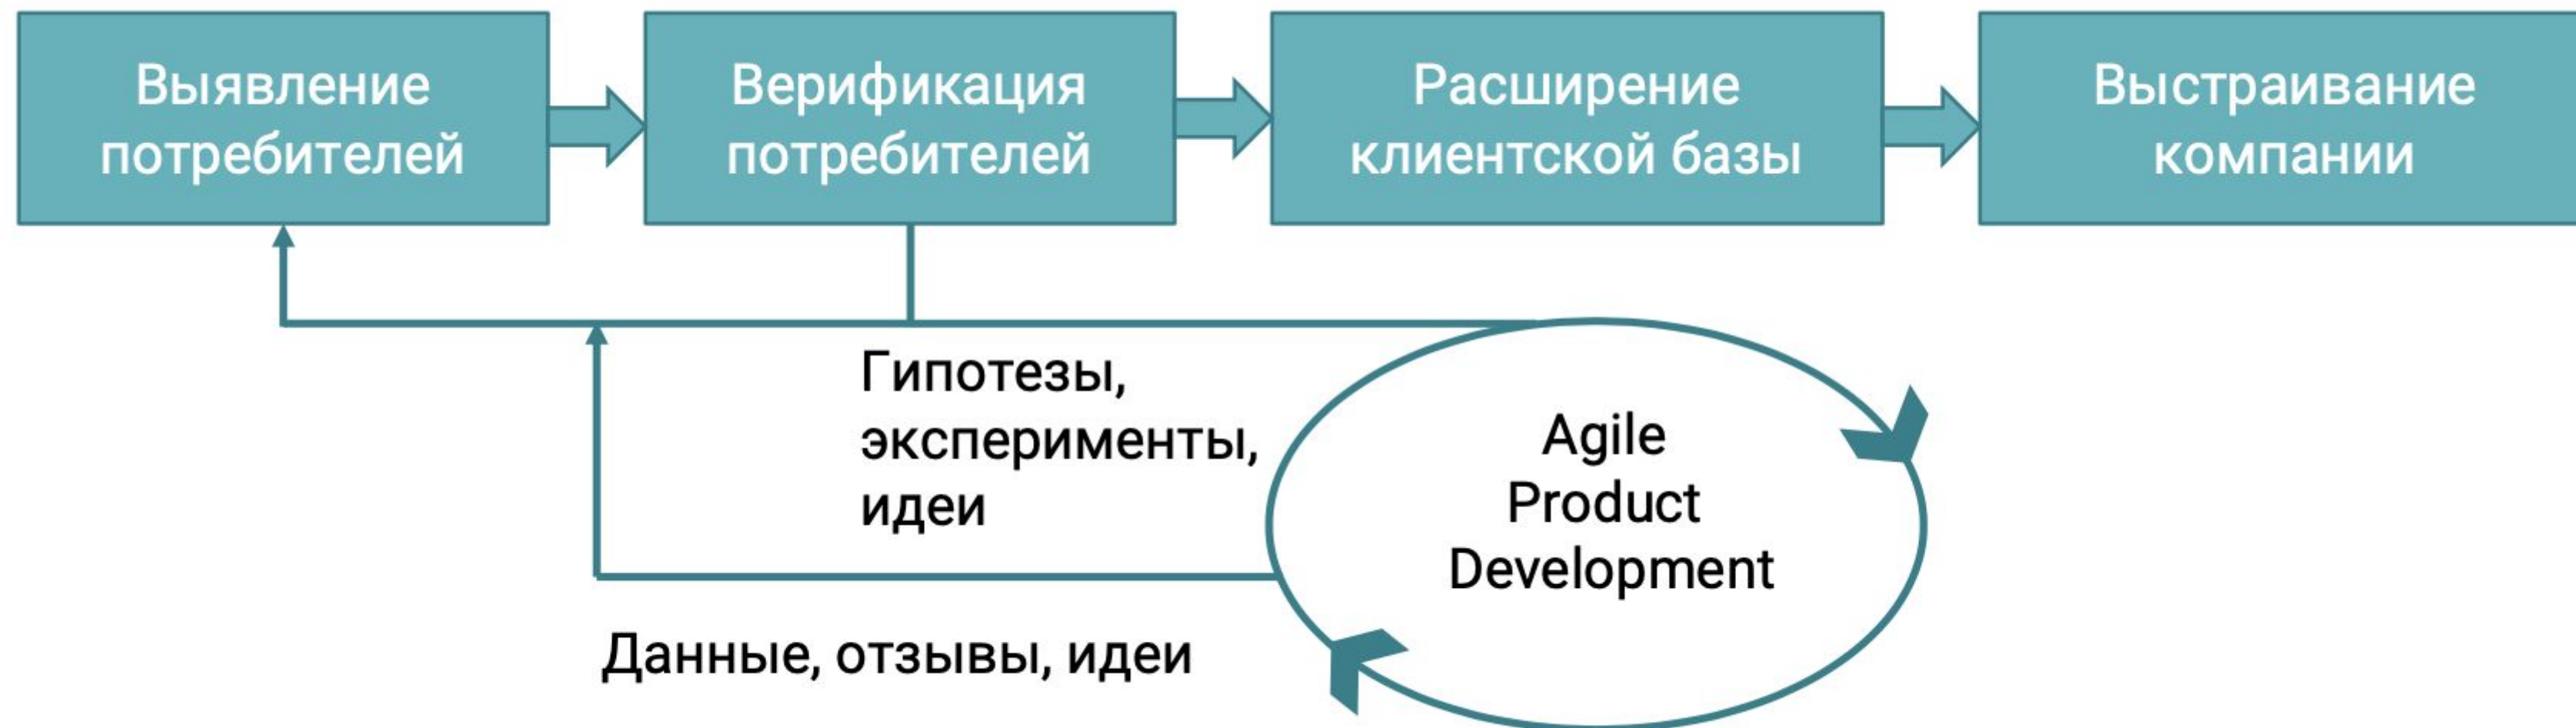 Выявление
потребителей
Верификация
потребителей
Расширение
клиентской базы
Выстраивание
компании
Гипотезы,
эксперименты,
идеи
Agile
Product
Development
Данные, отзывы, идеи